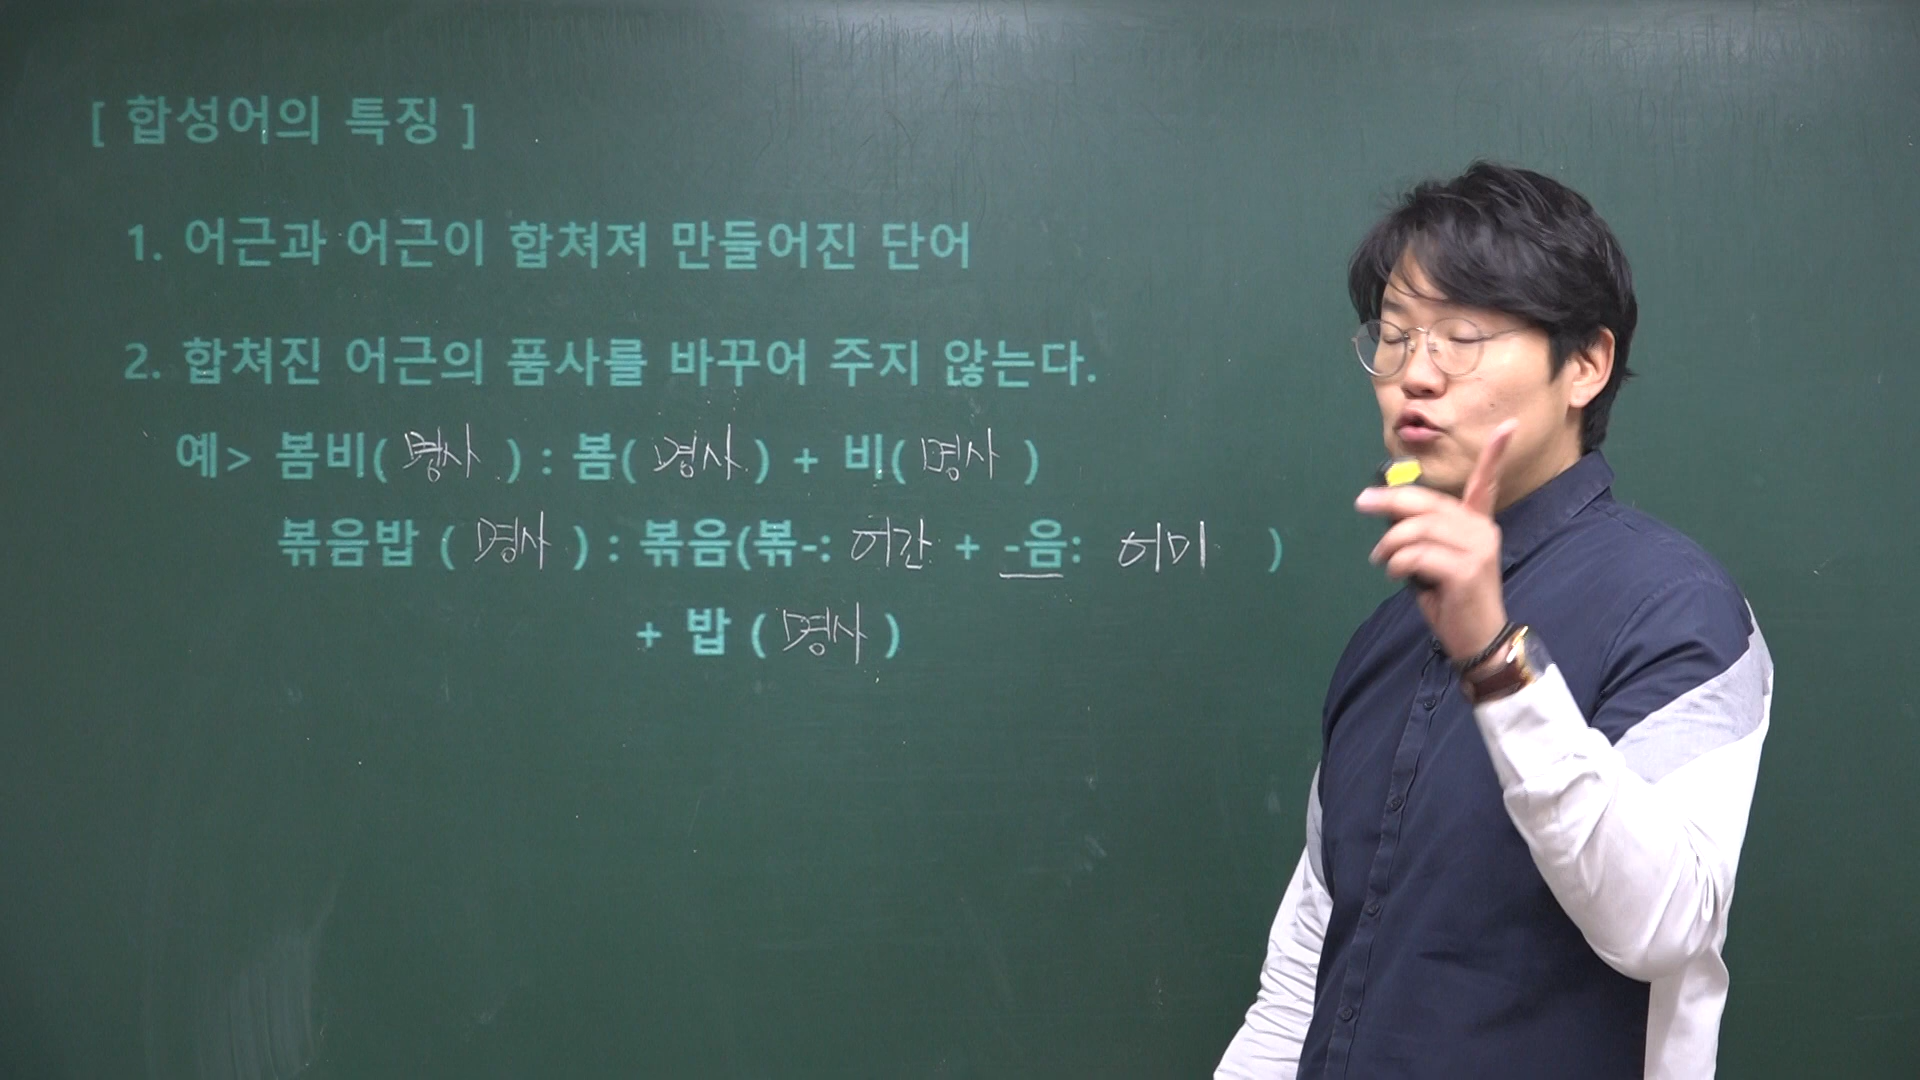 [ 합성어의 특징 ]
1. 어근과 어근이 합쳐져 만들어진 단어
2. 합쳐진 어근의 품사를 바꾸어 주지 않는다.
예> 봄비( 명사 ) : 봄( 명사 ) + 비( 명사 )
볶음밥 ( 명사 ) : 볶음(볶-: 어간 + -음: 어미 )
+ 밥 ( 명사 )